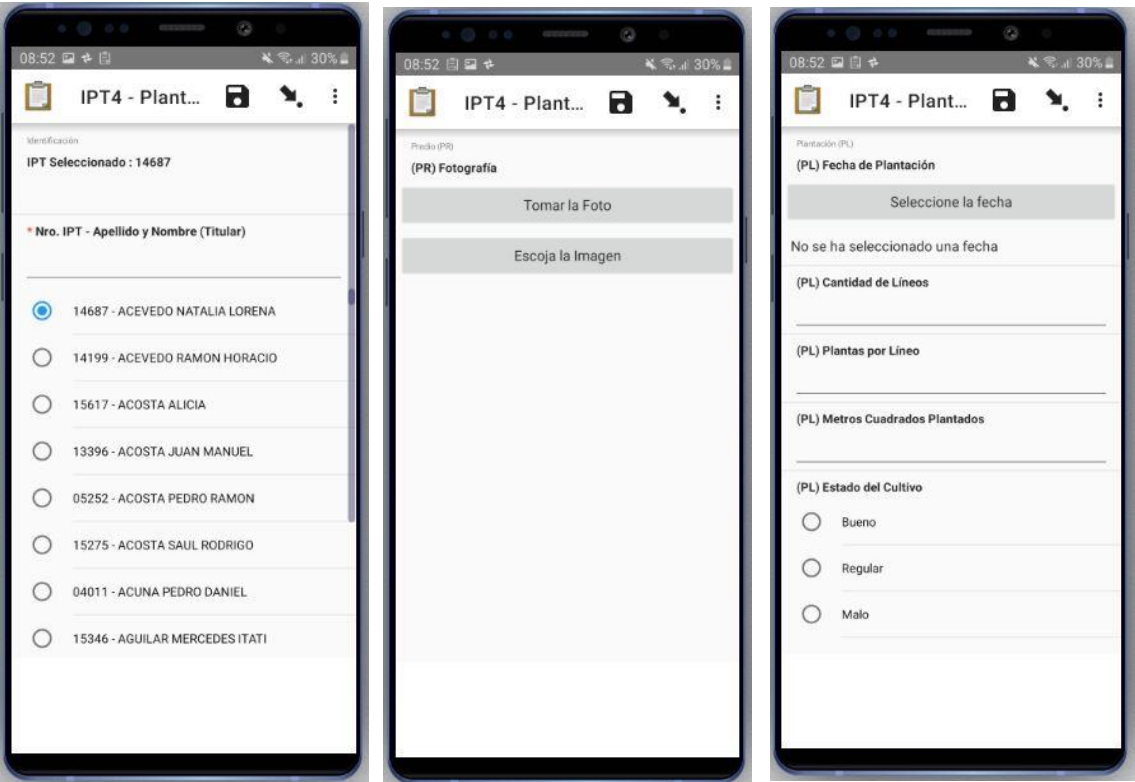 08:52 30%
IPT4 - Plant...
Identificación
IPT Seleccionado : 14687
* Nro. IPT - Apellido y Nombre (Titular)
14687 - ACEVEDO NATALIA LORENA
14199 - ACEVEDO RAMON HORACIO
15617 - ACOSTA ALICIA
13396 - ACOSTA JUAN MANUEL
05252 - ACOSTA PEDRO RAMON
15275 - ACOSTA SAUL RODRIGO
04011 - ACUNA PEDRO DANIEL
15346 - AGUILAR MERCEDES ITATI
08:52 30%
IPT4 - Plant...
Predio (PR)
(PR) Fotografía
Tomar la Foto
Escoja la Imagen
08:52 30%
IPT4 - Plant...
Plantación (PL)
(PL) Fecha de Plantación
Seleccione la fecha
No se ha seleccionado una fecha
(PL) Cantidad de Líneos
(PL) Plantas por Líneo
(PL) Metros Cuadrados Plantados
(PL) Estado del Cultivo
Bueno
Regular
Malo